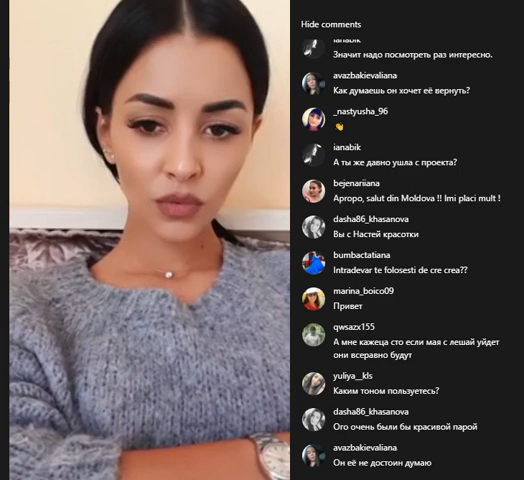 Hide comments
ianabik
Значит надо посмотреть раз интересно.
avazbakievaliana
Как думаешь он хочет её вернуть?
_nastyusha_96
👏
ianabik
А ты же давно ушла с проекта?
bejenariiana
Apropo, salut din Moldova !! Imi placi mult !
dasha86_khasanova
Вы с Настей красотки
bumbactatiana
Intradevar te folosesti de cre crea??
marina_boico09
Привет
qwsazx155
А мне кажеца сто если мая с лешай уйдет
они всеравно будут
yuliya__kls
Каким тоном пользуетесь?
dasha86_khasanova
Ого очень были бы красивой парой
avazbakievaliana
Он её не достоин думаю